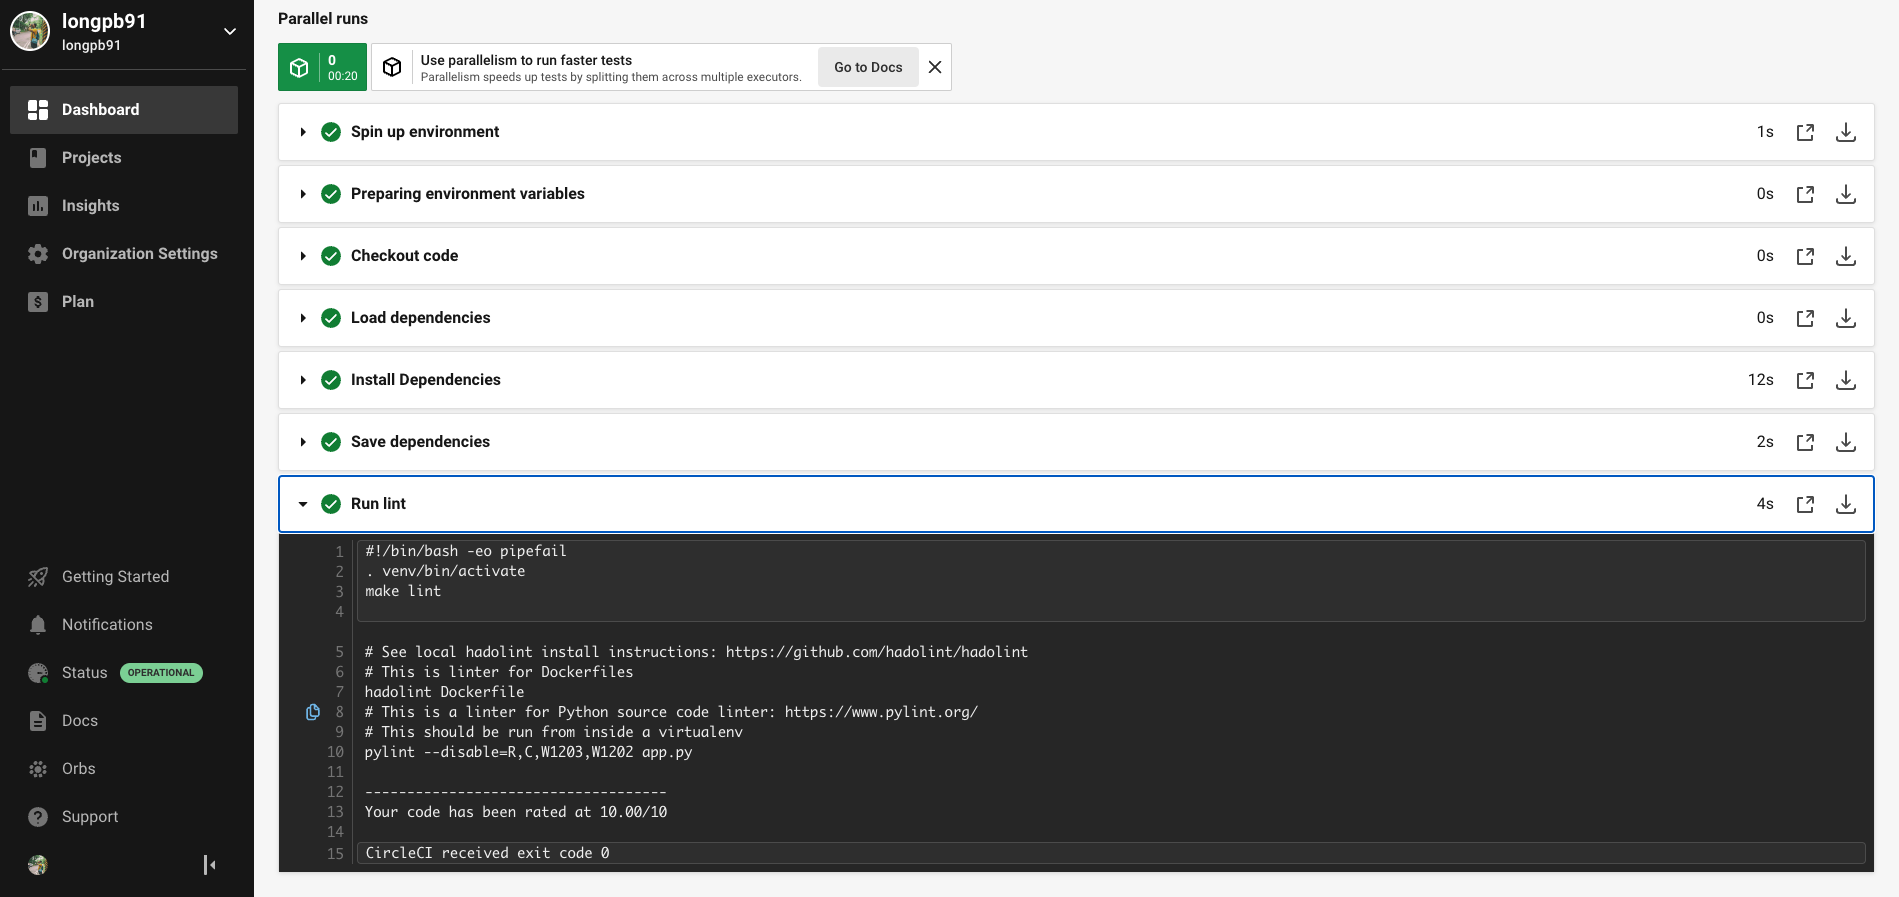 longpb91
longpb91
Dashboard
Projects
Insights
Organization Settings
Plan
Getting Started
Notifications
Status OPERATIONAL
Docs
Orbs
Support
Parallel runs
0
00:20
Use parallelism to run faster tests
Parallelism speeds up tests by splitting them across multiple executors.
Go to Docs
Spin up environment 1s
Preparing environment variables 0s
Checkout code 0s
Load dependencies 0s
Install Dependencies 12s
Save dependencies 2s
Run lint 4s
1 #!/bin/bash -eo pipefail
2 . venv/bin/activate
3 make lint
4
5 # See local hadolint install instructions: https://github.com/hadolint/hadolint
6 # This is linter for Dockerfiles
7 hadolint Dockerfile
8 # This is a linter for Python source code linter: https://www.pylint.org/
9 # This should be run from inside a virtualenv
10 pylint --disable=R,C,W1203,W1202 app.py
11
12 ------------------------------------
13 Your code has been rated at 10.00/10
14
15 CircleCI received exit code 0